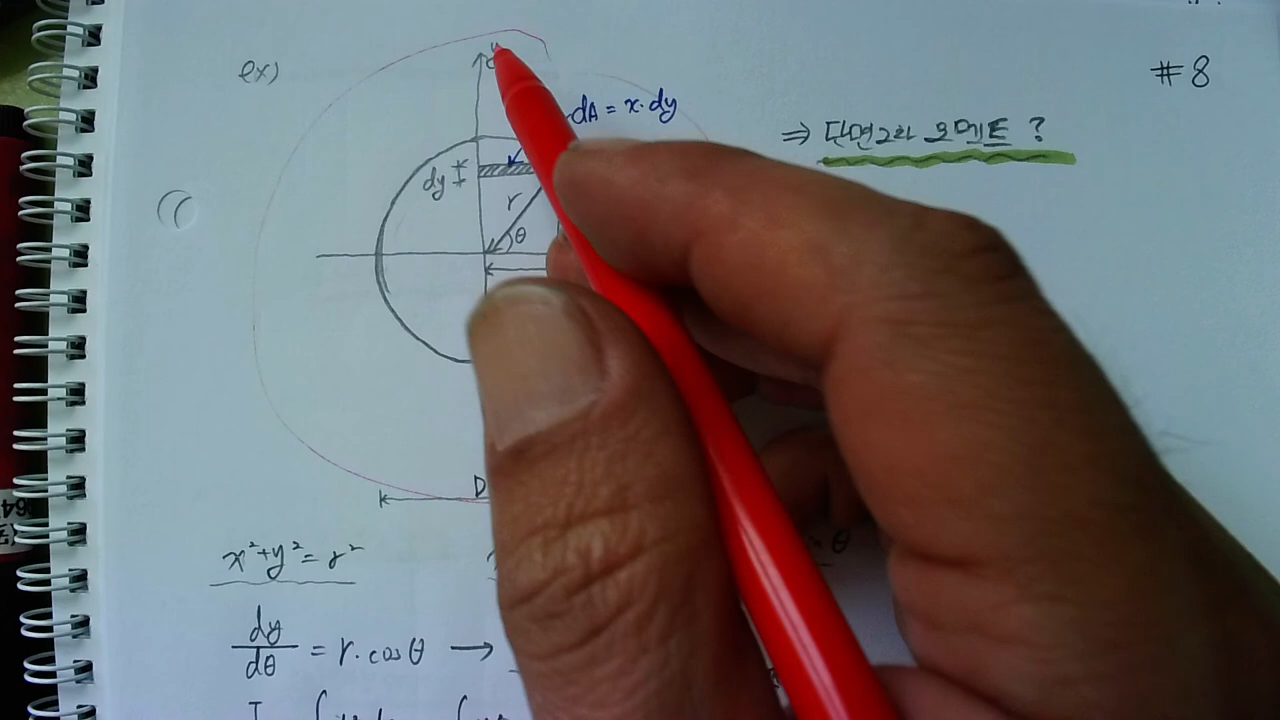 ex)
#8
y
dA = x·dy
⇒ 단면2차 모멘트 ?
dy
r
θ
D
x²+y²=r²
θ
dy/dθ = r·cosθ →